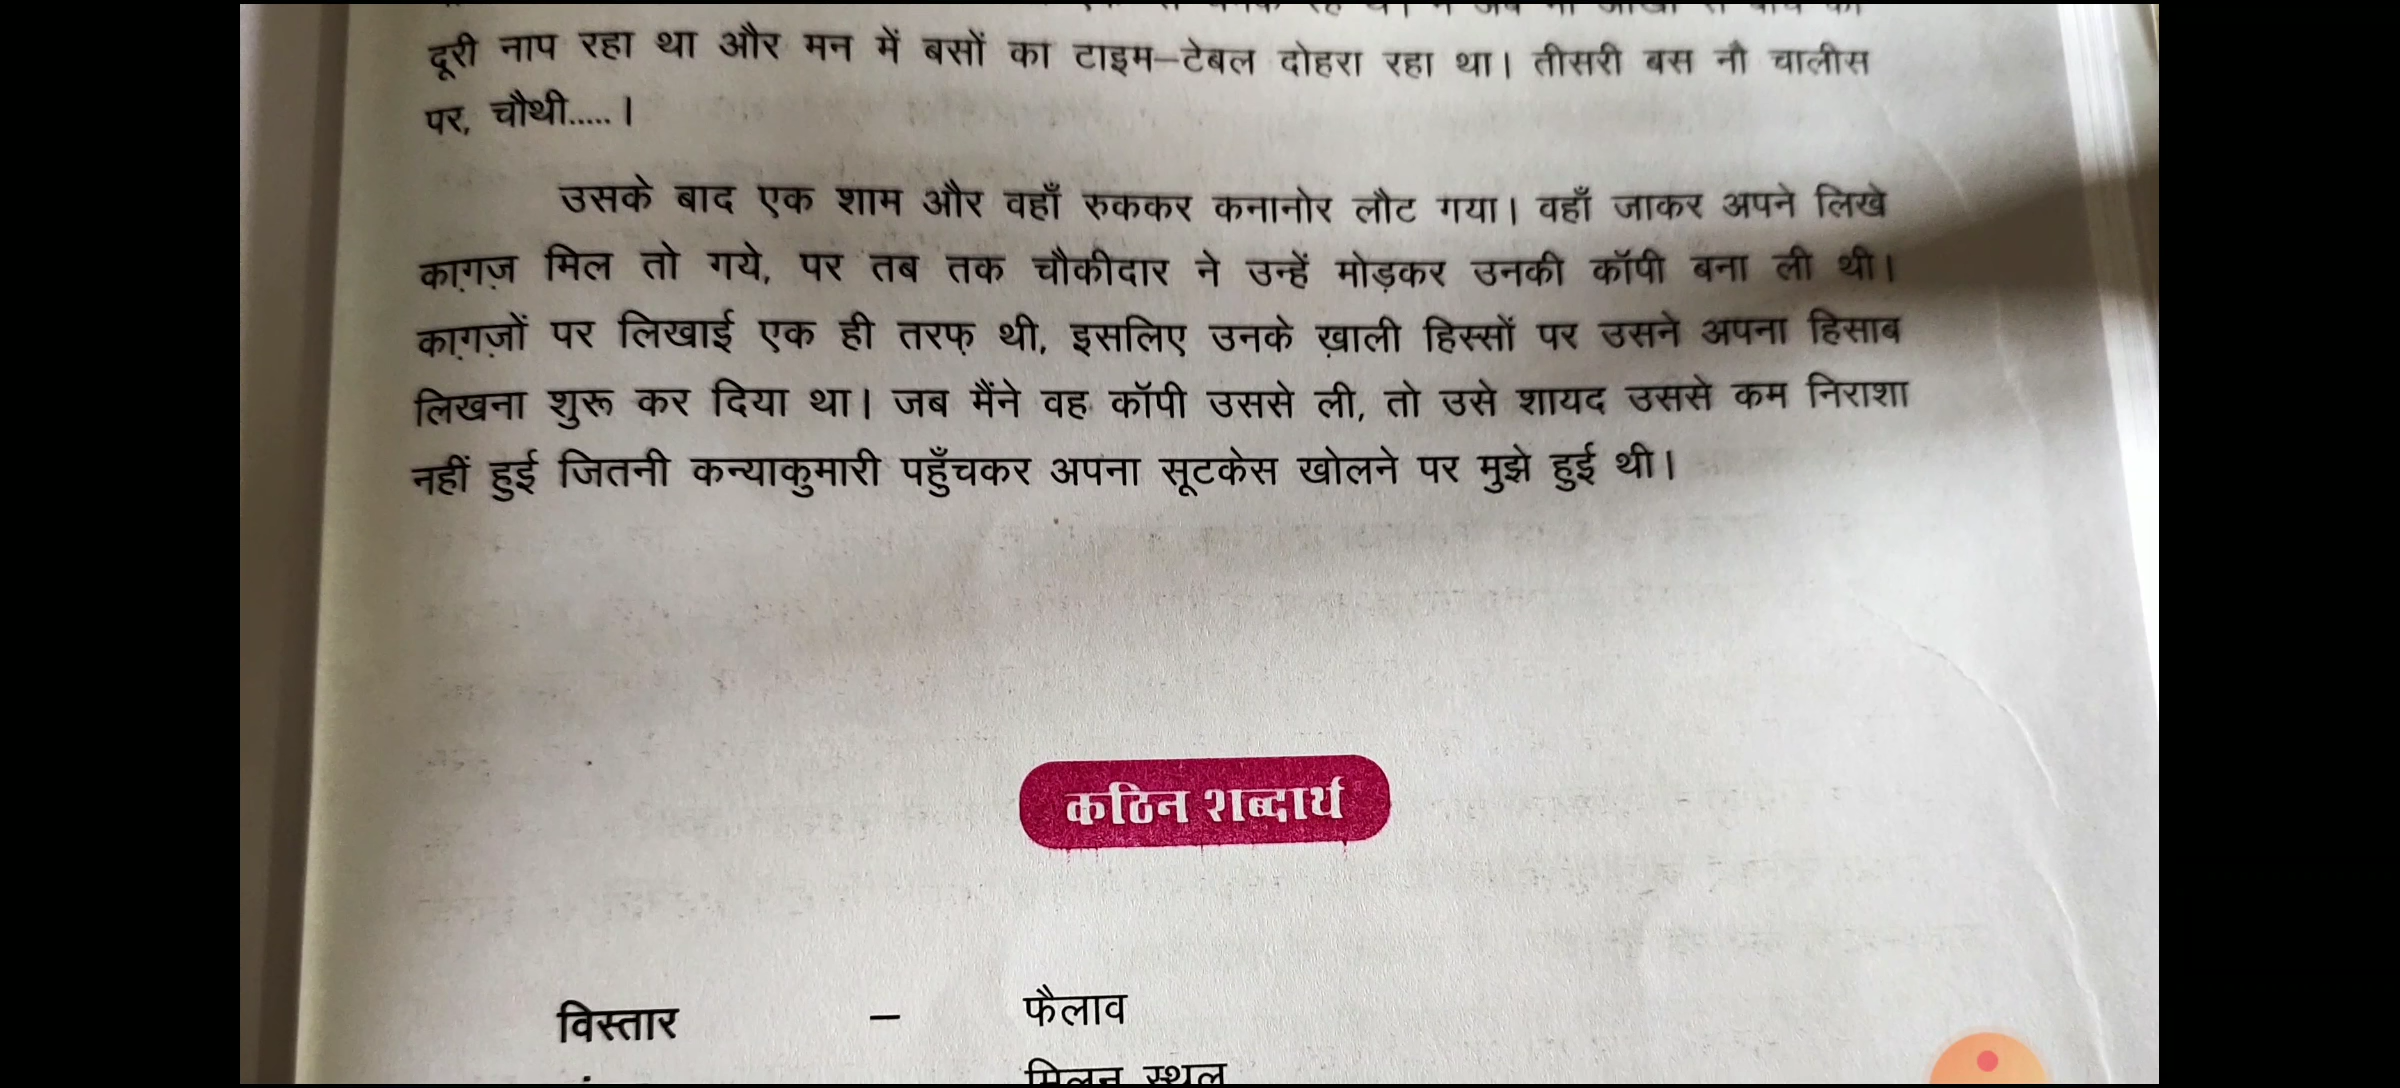 दूरी नाप रहा था और मन में बसों का टाइम–टेबल दोहरा रहा था। तीसरी बस नौ चालीस
पर, चौथी.....।
उसके बाद एक शाम और वहाँ रुककर कनानोर लौट गया। वहाँ जाकर अपने लिखे
काग़ज़ मिल तो गये, पर तब तक चौकीदार ने उन्हें मोड़कर उनकी कॉपी बना ली थी।
काग़ज़ों पर लिखाई एक ही तरफ़ थी, इसलिए उनके ख़ाली हिस्सों पर उसने अपना हिसाब
लिखना शुरू कर दिया था। जब मैंने वह कॉपी उससे ली, तो उसे शायद उससे कम निराशा
नहीं हुई जितनी कन्याकुमारी पहुँचकर अपना सूटकेस खोलने पर मुझे हुई थी।
कठिन शब्दार्थ
विस्तार – फैलाव
मिलन स्थल